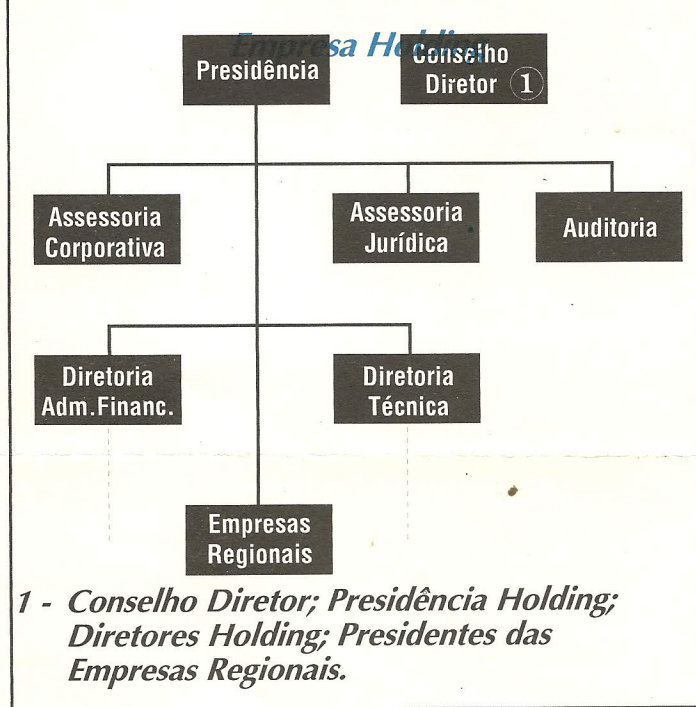 Empresa Holding
Presidência
Conselho
Diretor 1
Assessoria
Corporativa
Assessoria
Jurídica
Auditoria
Diretoria
Adm.Financ.
Diretoria
Técnica
Empresas
Regionais
1 - Conselho Diretor; Presidência Holding;
Diretores Holding; Presidentes das
Empresas Regionais.